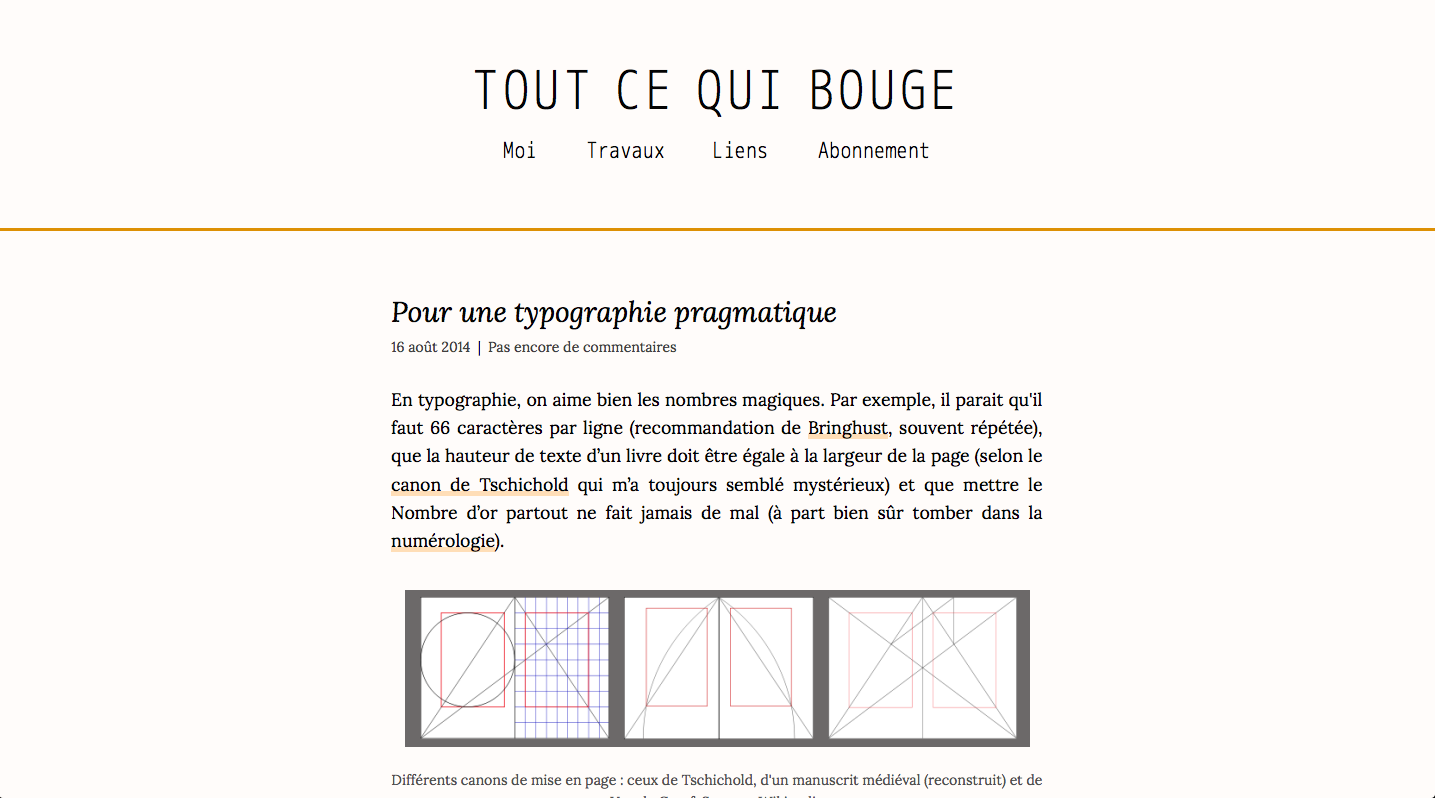 TOUT CE QUI BOUGE
Moi Travaux Liens Abonnement
Pour une typographie pragmatique
16 août 2014 | Pas encore de commentaires
En typographie, on aime bien les nombres magiques. Par exemple, il parait qu'il
faut 66 caractères par ligne (recommandation de Bringhust, souvent répétée),
que la hauteur de texte d’un livre doit être égale à la largeur de la page (selon le
canon de Tschichold qui m’a toujours semblé mystérieux) et que mettre le
Nombre d’or partout ne fait jamais de mal (à part bien sûr tomber dans la
numérologie).
Différents canons de mise en page : ceux de Tschichold, d'un manuscrit médiéval (reconstruit) et de